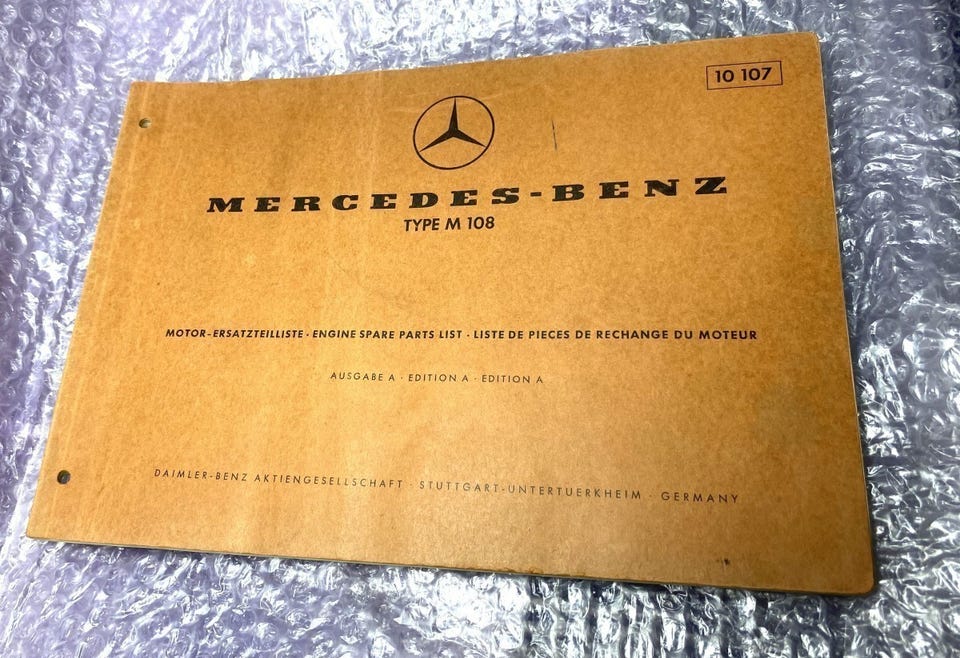 10 107
MERCEDES-BENZ
TYPE M 108
MOTOR-ERSATZTEILLISTE · ENGINE SPARE PARTS LIST · LISTE DE PIECES DE RECHANGE DU MOTEUR
AUSGABE A · EDITION A · EDITION A
DAIMLER-BENZ AKTIENGESELLSCHAFT · STUTTGART-UNTERTUERKHEIM · GERMANY